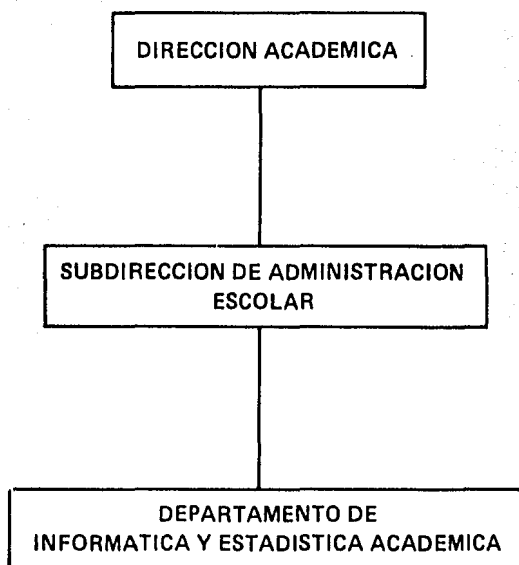 DIRECCION ACADEMICA
SUBDIRECCION DE ADMINISTRACION
ESCOLAR
DEPARTAMENTO DE
INFORMATICA Y ESTADISTICA ACADEMICA